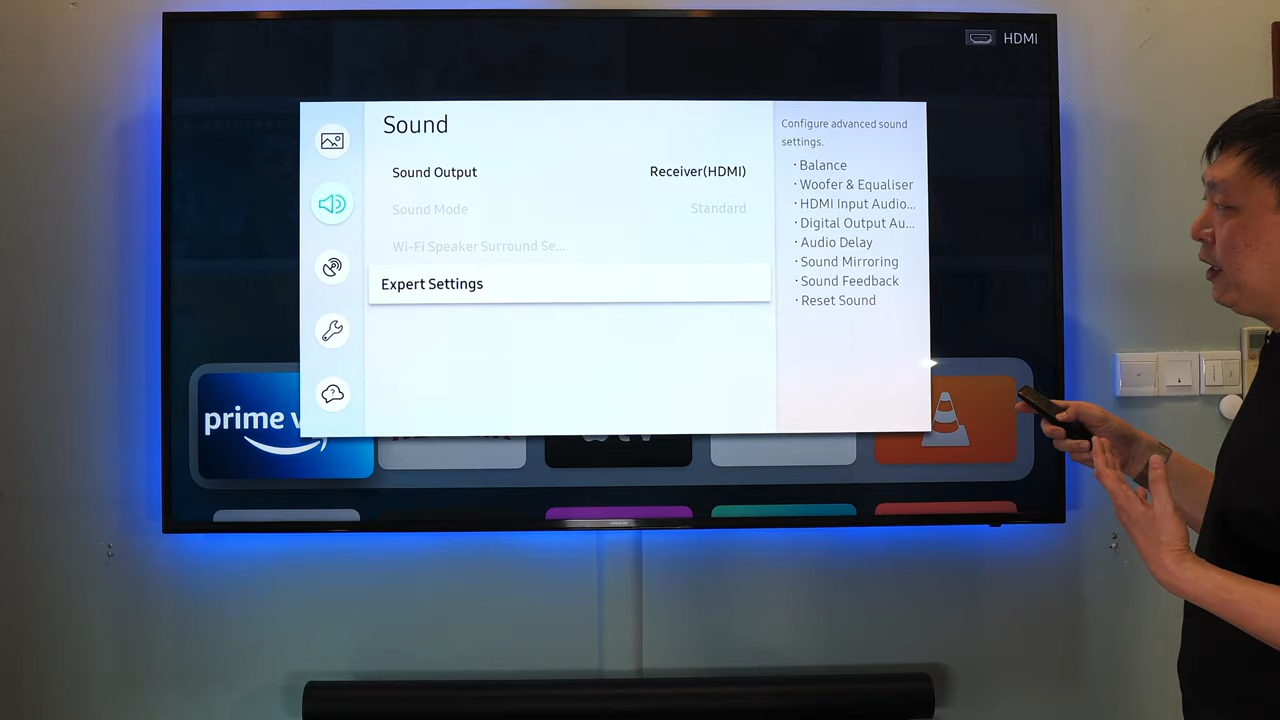 HDMI
Sound
Sound Output Receiver(HDMI)
Sound Mode Standard
Wi-Fi Speaker Surround Se...
Expert Settings
Configure advanced sound
settings.
· Balance
· Woofer & Equaliser
· HDMI Input Audio...
· Digital Output Au...
· Audio Delay
· Sound Mirroring
· Sound Feedback
· Reset Sound
prime